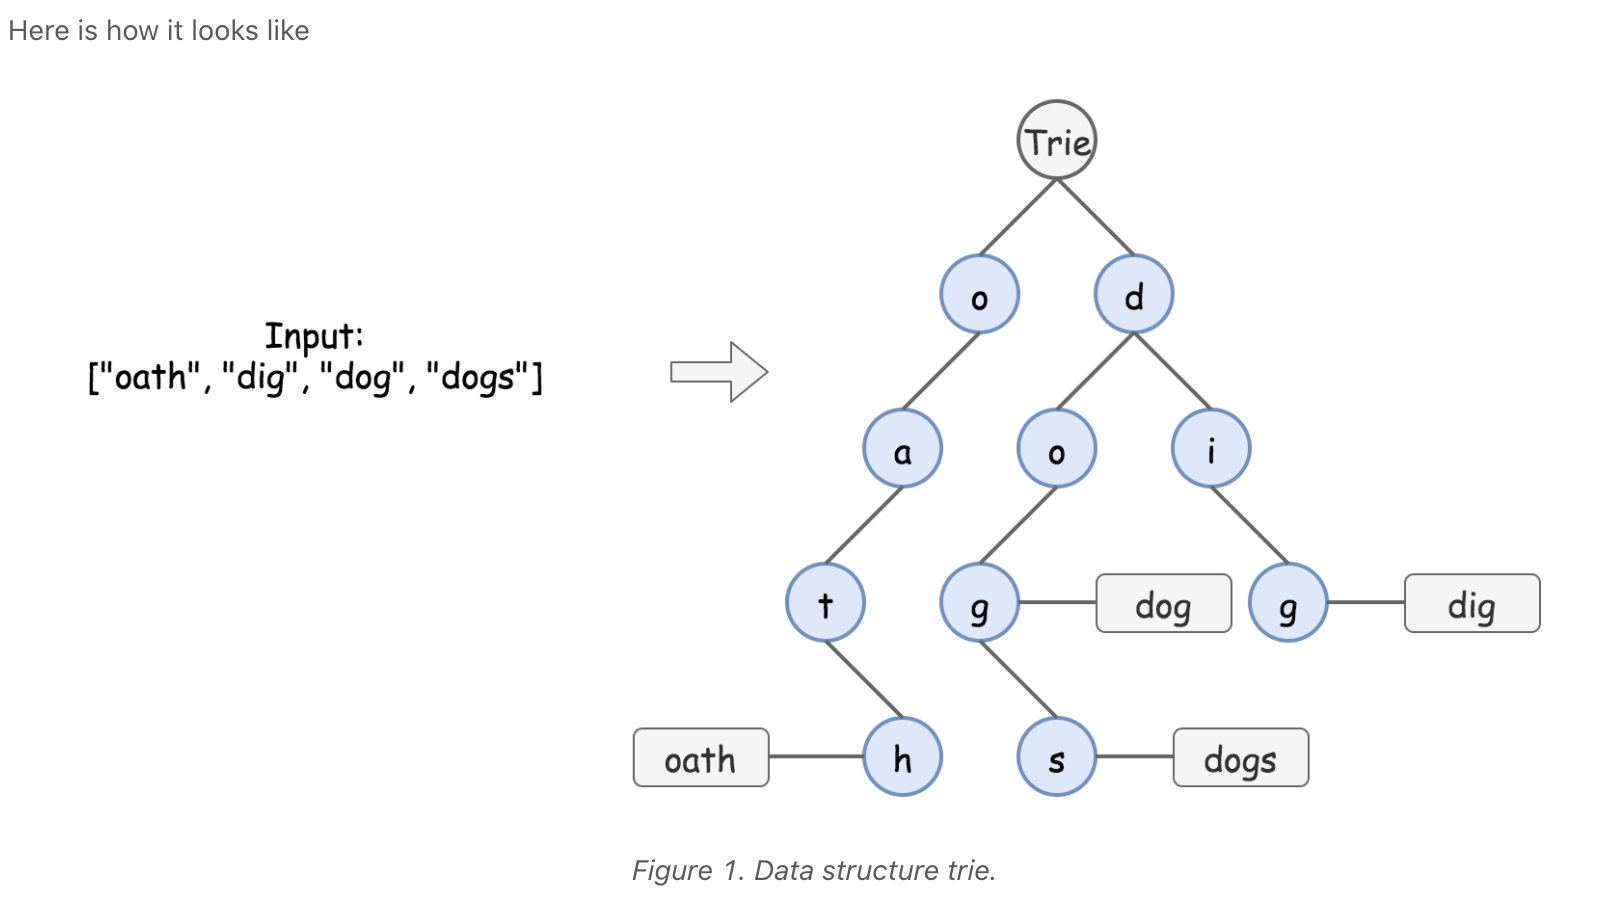 Here is how it looks like
Input:
["oath", "dig", "dog", "dogs"]
Trie
o
d
a
o
i
t
g
dog
g
dig
oath
h
s
dogs
Figure 1. Data structure trie.